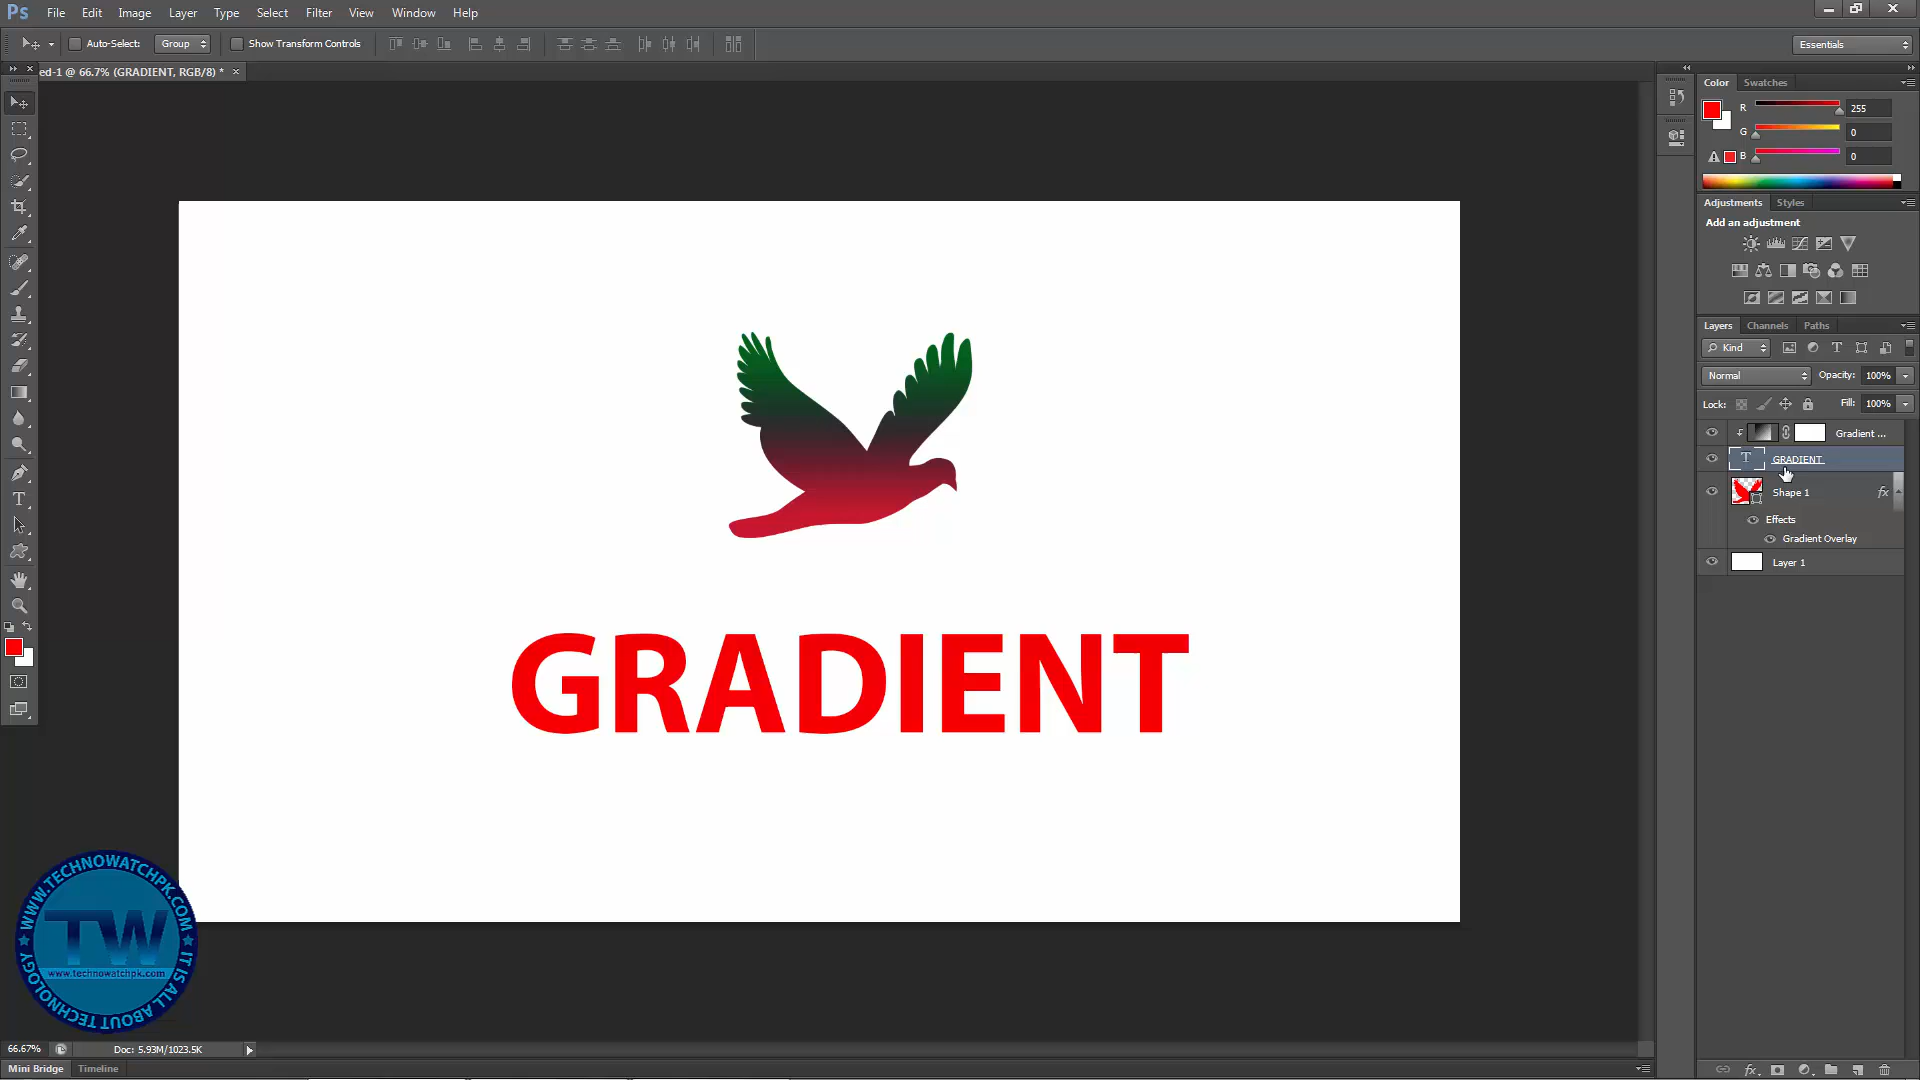 Ps File Edit Image Layer Type Select Filter View Window Help
Auto-Select: Group Show Transform Controls
Essentials
ed-1 @ 66.7% (GRADIENT, RGB/8) * ×
Color Swatches
R 255
G 0
B 0
Adjustments Styles
Add an adjustment
Layers Channels Paths
Kind
Normal Opacity: 100%
Lock: Fill: 100%
Gradient ...
T GRADIENT
Shape 1 fx
Effects
Gradient Overlay
Layer 1
GRADIENT
WWW.TECHNOWATCHPK.COM
TW
www.technowatchpk.com
IT IS ALL ABOUT TECHNOLOGY
66.67% Doc: 5.93M/1023.5K
Mini Bridge Timeline